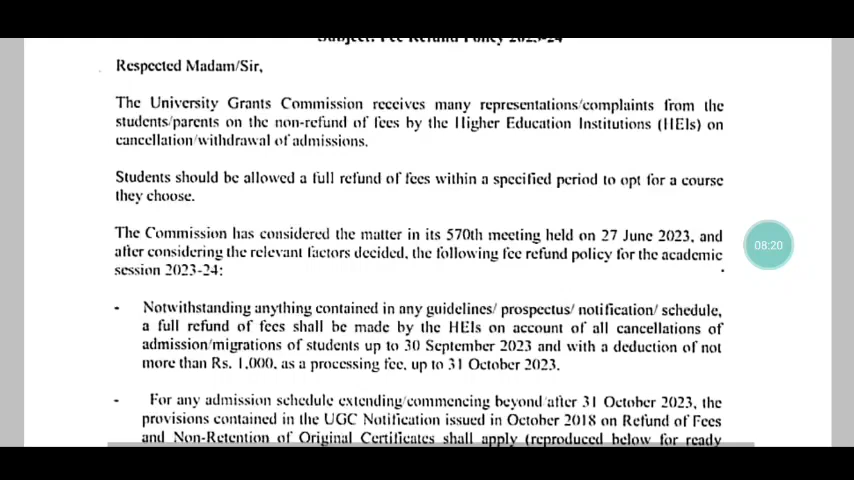 Subject: Fee Refund Policy 2023-24
Respected Madam/Sir,
The University Grants Commission receives many representations/complaints from the
students/parents on the non-refund of fees by the Higher Education Institutions (HEIs) on
cancellation/withdrawal of admissions.
Students should be allowed a full refund of fees within a specified period to opt for a course
they choose.
The Commission has considered the matter in its 570th meeting held on 27 June 2023, and
after considering the relevant factors decided, the following fee refund policy for the academic
session 2023-24:
08:20
- Notwithstanding anything contained in any guidelines/ prospectus/ notification/ schedule,
a full refund of fees shall be made by the HEIs on account of all cancellations of
admission/migrations of students up to 30 September 2023 and with a deduction of not
more than Rs. 1,000, as a processing fee, up to 31 October 2023.
- For any admission schedule extending/commencing beyond/after 31 October 2023, the
provisions contained in the UGC Notification issued in October 2018 on Refund of Fees
and Non-Retention of Original Certificates shall apply (reproduced below for ready